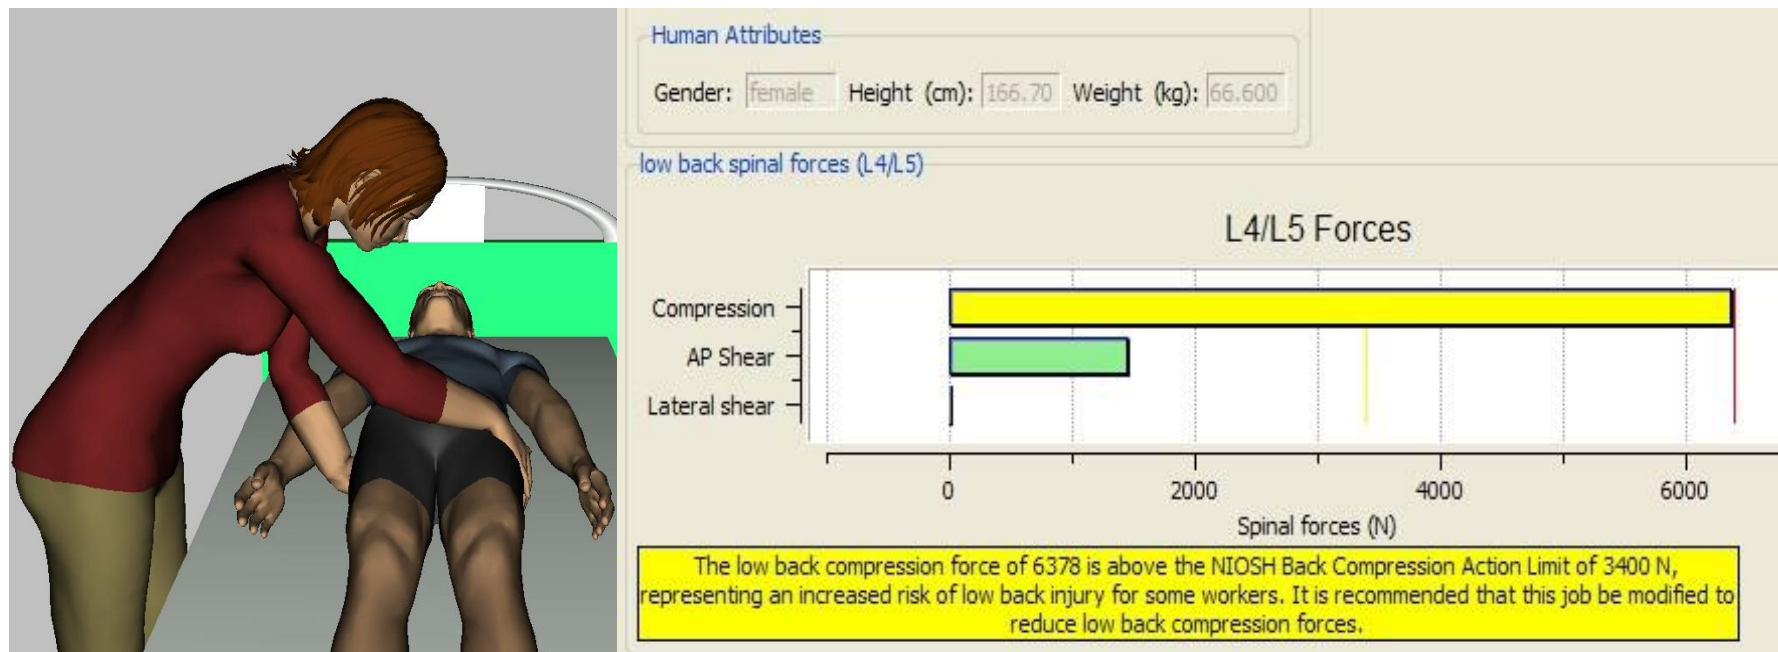 Human Attributes
Gender: female Height (cm): 166.70 Weight (kg): 66.600
low back spinal forces (L4/L5)
L4/L5 Forces
Compression
AP Shear
Lateral shear
0 2000 4000 6000
Spinal forces (N)
The low back compression force of 6378 is above the NIOSH Back Compression Action Limit of 3400 N,
representing an increased risk of low back injury for some workers. It is recommended that this job be modified to
reduce low back compression forces.